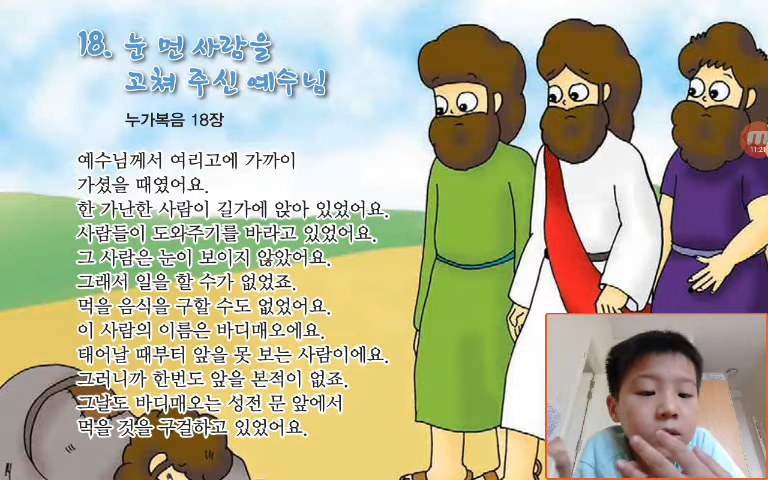 18. 눈 먼 사람을
고쳐 주신 예수님
누가복음 18장
예수님께서 여리고에 가까이
가셨을 때였어요.
한 가난한 사람이 길가에 앉아 있었어요.
사람들이 도와주기를 바라고 있었어요.
그 사람은 눈이 보이지 않았어요.
그래서 일을 할 수가 없었죠.
먹을 음식을 구할 수도 없었어요.
이 사람의 이름은 바디매오에요.
태어날 때부터 앞을 못 보는 사람이에요.
그러니까 한번도 앞을 본적이 없죠.
그날도 바디매오는 성전 문 앞에서
먹을 것을 구걸하고 있었어요.